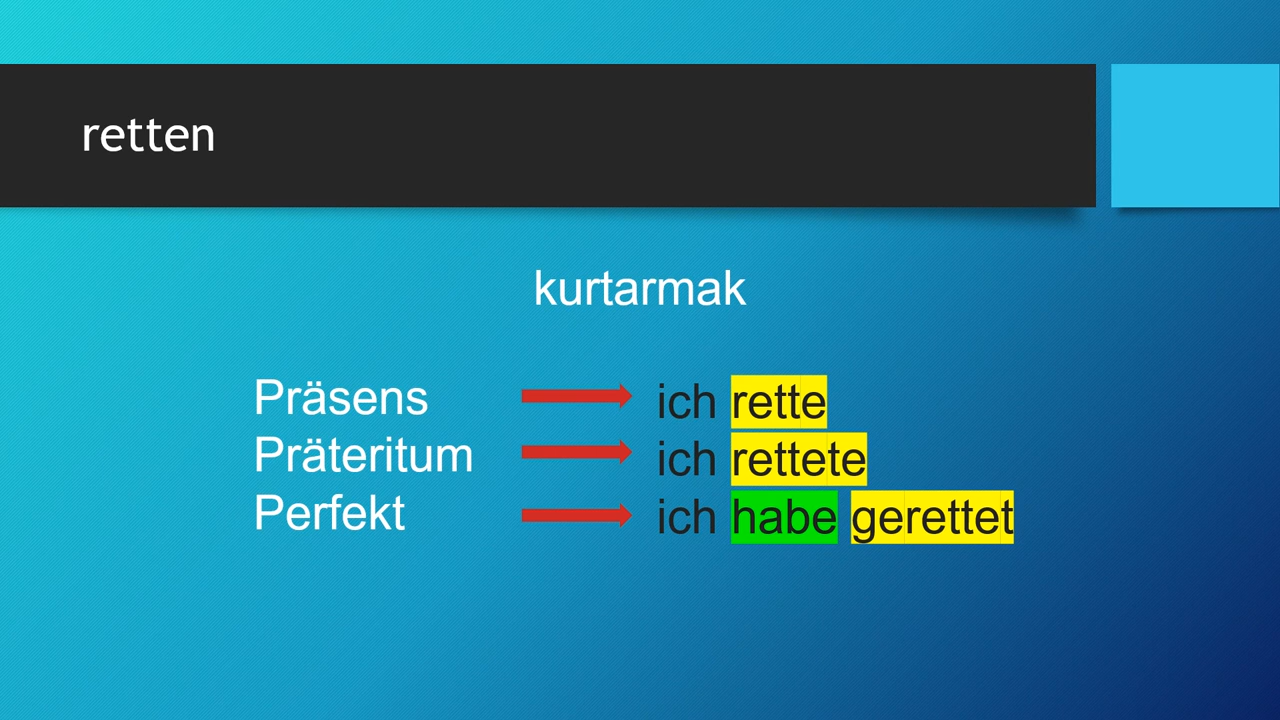 retten
kurtarmak
Präsens ich rette
Präteritum ich rettete
Perfekt ich habe gerettet